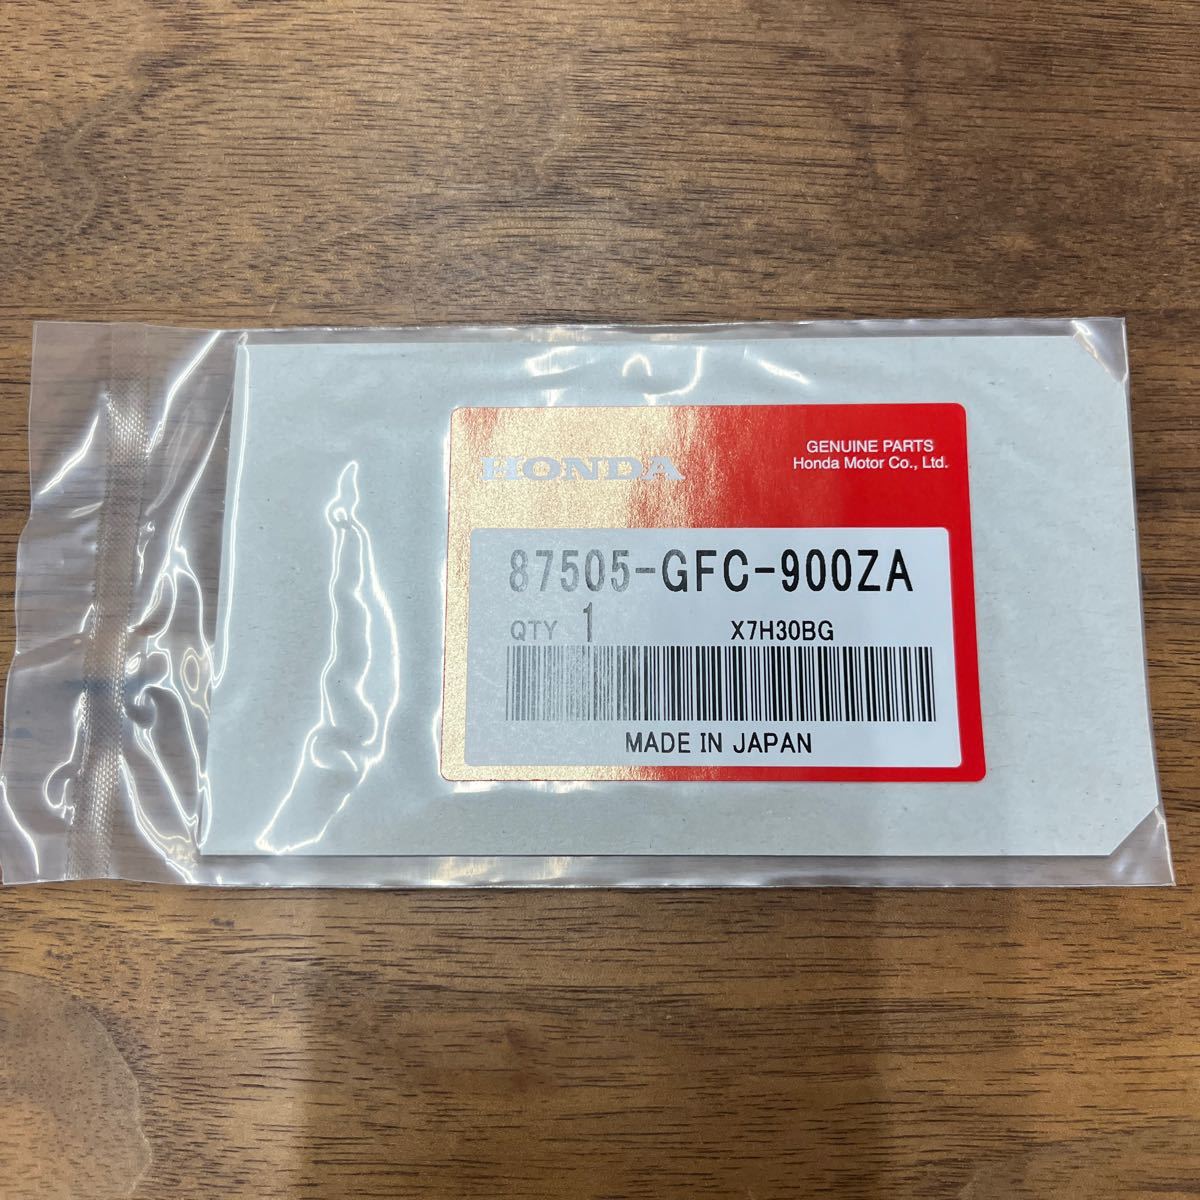 HONDA
GENUINE PARTS
Honda Motor Co., Ltd.
87505-GFC-900ZA
QTY 1 X7H30BG
MADE IN JAPAN